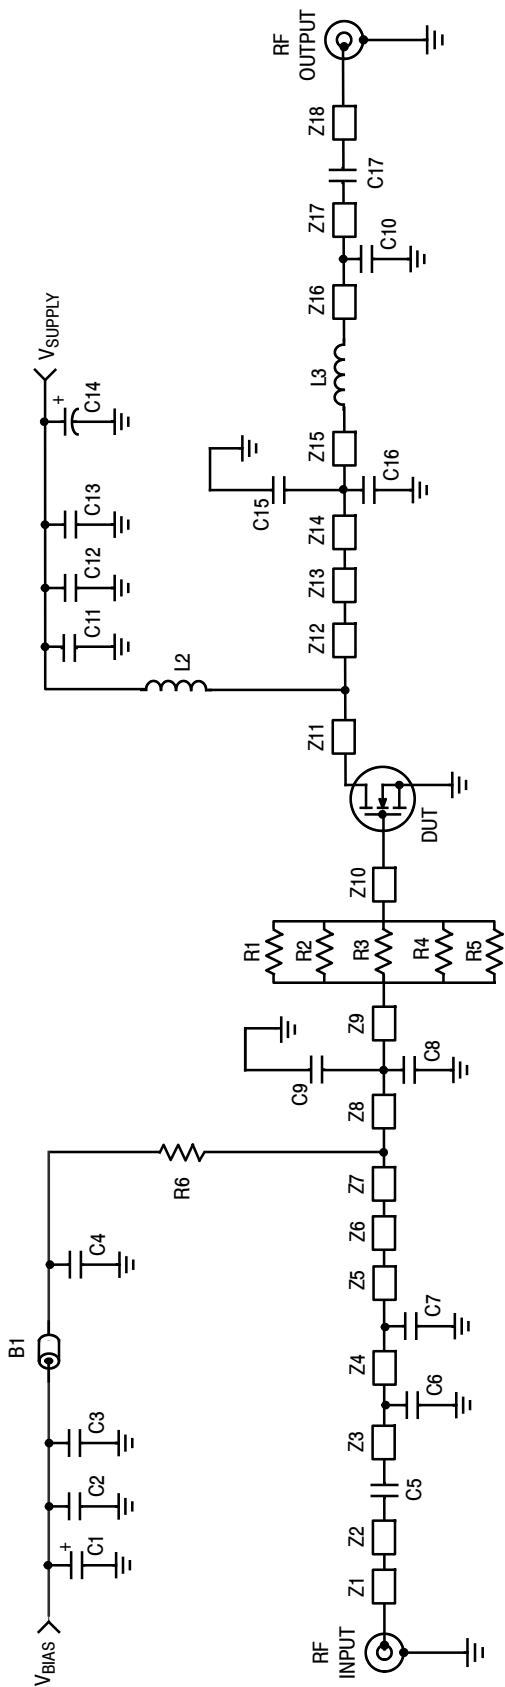 V_BIAS
C1
+
C2
C3
B1
C4
R6
RF
INPUT
Z1
Z2
C5
Z3
C6
Z4
C7
Z5
Z6
Z7
Z8
C9
C8
Z9
R1
R2
R3
R4
R5
Z10
DUT
Z11
L2
C11
C12
C13
+
C14
V_SUPPLY
Z12
Z13
Z14
C15
C16
Z15
L3
Z16
C10
Z17
C17
Z18
RF
OUTPUT